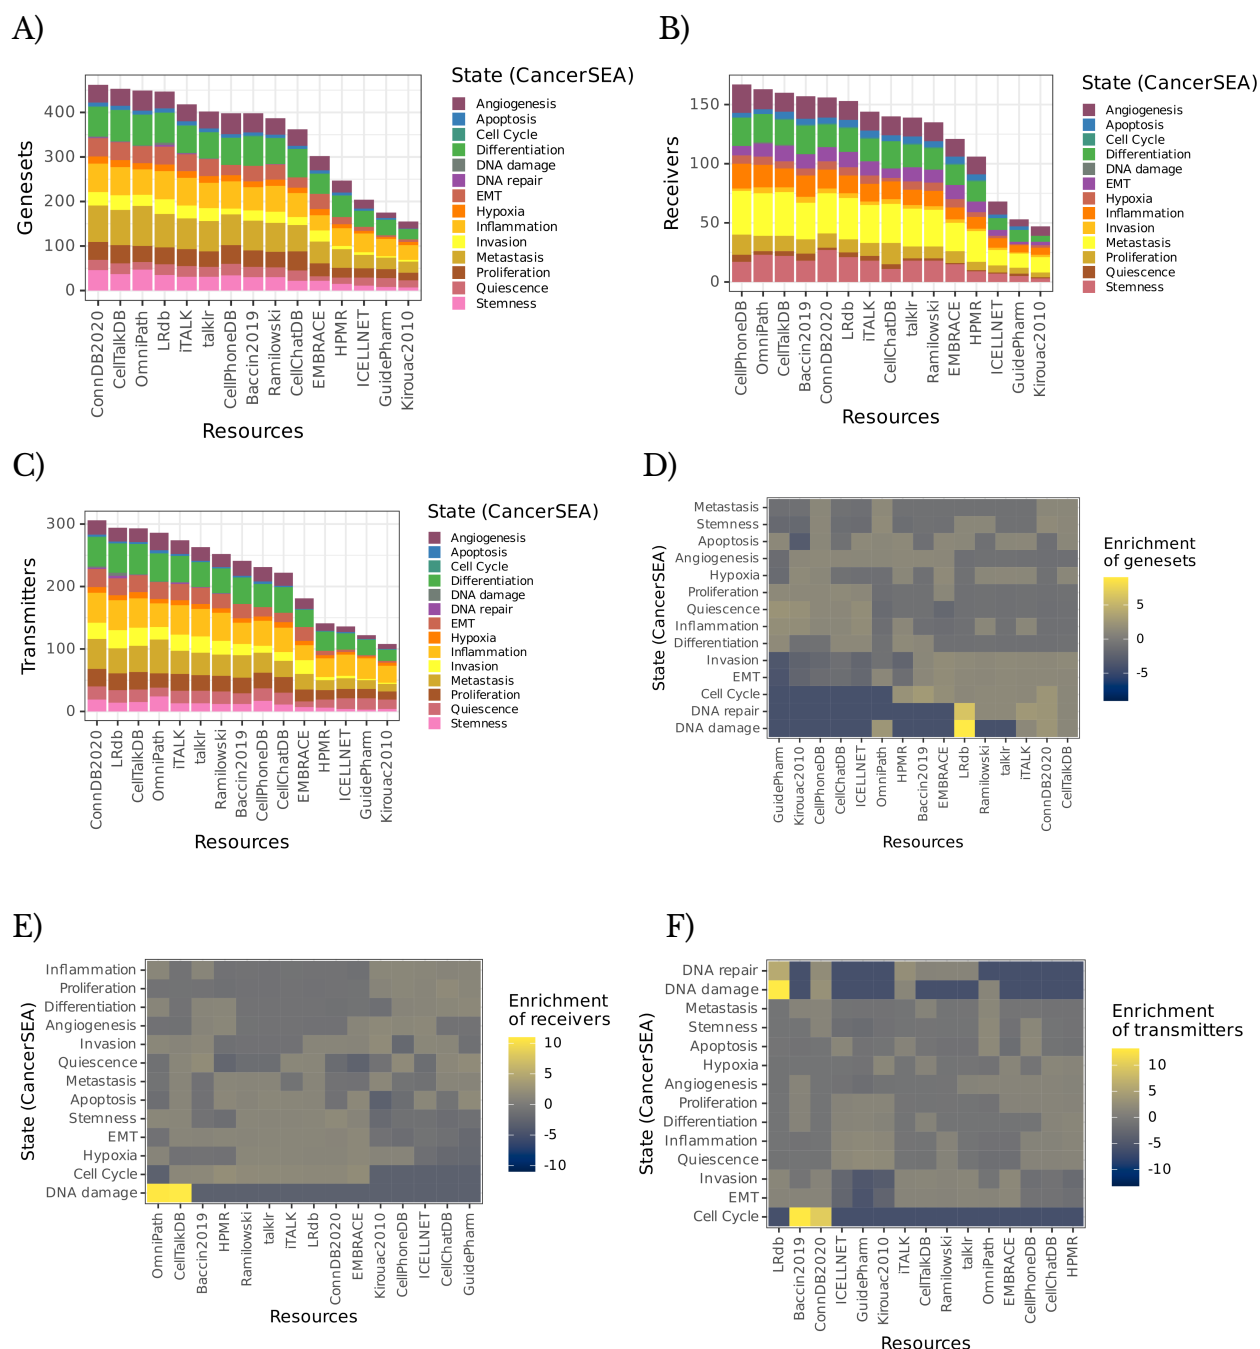 A)
State (CancerSEA)
Genesets
400
300
200
100
0
Angiogenesis
Apoptosis
Cell Cycle
Differentiation
DNA damage
DNA repair
EMT
Hypoxia
Inflammation
Invasion
Metastasis
Proliferation
Quiescence
Stemness
ConnDB2020
CellTalkDB
OmniPath
LRdb
iTALK
talklr
CellPhoneDB
Baccin2019
Ramilowski
CellChatDB
EMBRACE
HPMR
ICELLNET
GuidePharm
Kirouac2010
Resources
B)
State (CancerSEA)
Receivers
150
100
50
0
Angiogenesis
Apoptosis
Cell Cycle
Differentiation
DNA damage
EMT
Hypoxia
Inflammation
Invasion
Metastasis
Proliferation
Quiescence
Stemness
CellPhoneDB
OmniPath
CellTalkDB
Baccin2019
ConnDB2020
LRdb
iTALK
CellChatDB
talklr
Ramilowski
EMBRACE
HPMR
ICELLNET
GuidePharm
Kirouac2010
Resources
C)
State (CancerSEA)
Transmitters
300
200
100
0
Angiogenesis
Apoptosis
Cell Cycle
Differentiation
DNA damage
DNA repair
EMT
Hypoxia
Inflammation
Invasion
Metastasis
Proliferation
Quiescence
Stemness
ConnDB2020
LRdb
CellTalkDB
OmniPath
iTALK
talklr
Ramilowski
Baccin2019
CellPhoneDB
CellChatDB
EMBRACE
HPMR
ICELLNET
GuidePharm
Kirouac2010
Resources
D)
State (CancerSEA)
Metastasis
Stemness
Apoptosis
Angiogenesis
Hypoxia
Proliferation
Quiescence
Inflammation
Differentiation
Invasion
EMT
Cell Cycle
DNA repair
DNA damage
GuidePharm
Kirouac2010
CellPhoneDB
CellChatDB
ICELLNET
OmniPath
HPMR
Baccin2019
EMBRACE
LRdb
Ramilowski
talklr
iTALK
ConnDB2020
CellTalkDB
Resources
Enrichment
of genesets
5
0
-5
E)
State (CancerSEA)
Inflammation
Proliferation
Differentiation
Angiogenesis
Invasion
Quiescence
Metastasis
Apoptosis
Stemness
EMT
Hypoxia
Cell Cycle
DNA damage
OmniPath
CellTalkDB
Baccin2019
HPMR
Ramilowski
talklr
iTALK
LRdb
ConnDB2020
EMBRACE
Kirouac2010
CellPhoneDB
ICELLNET
CellChatDB
GuidePharm
Resources
Enrichment
of receivers
10
5
0
-5
-10
F)
State (CancerSEA)
DNA repair
DNA damage
Metastasis
Stemness
Apoptosis
Hypoxia
Angiogenesis
Proliferation
Differentiation
Inflammation
Quiescence
Invasion
EMT
Cell Cycle
LRdb
Baccin2019
ConnDB2020
ICELLNET
GuidePharm
Kirouac2010
iTALK
CellTalkDB
Ramilowski
talklr
OmniPath
EMBRACE
CellPhoneDB
CellChatDB
HPMR
Resources
Enrichment
of transmitters
10
5
0
-5
-10